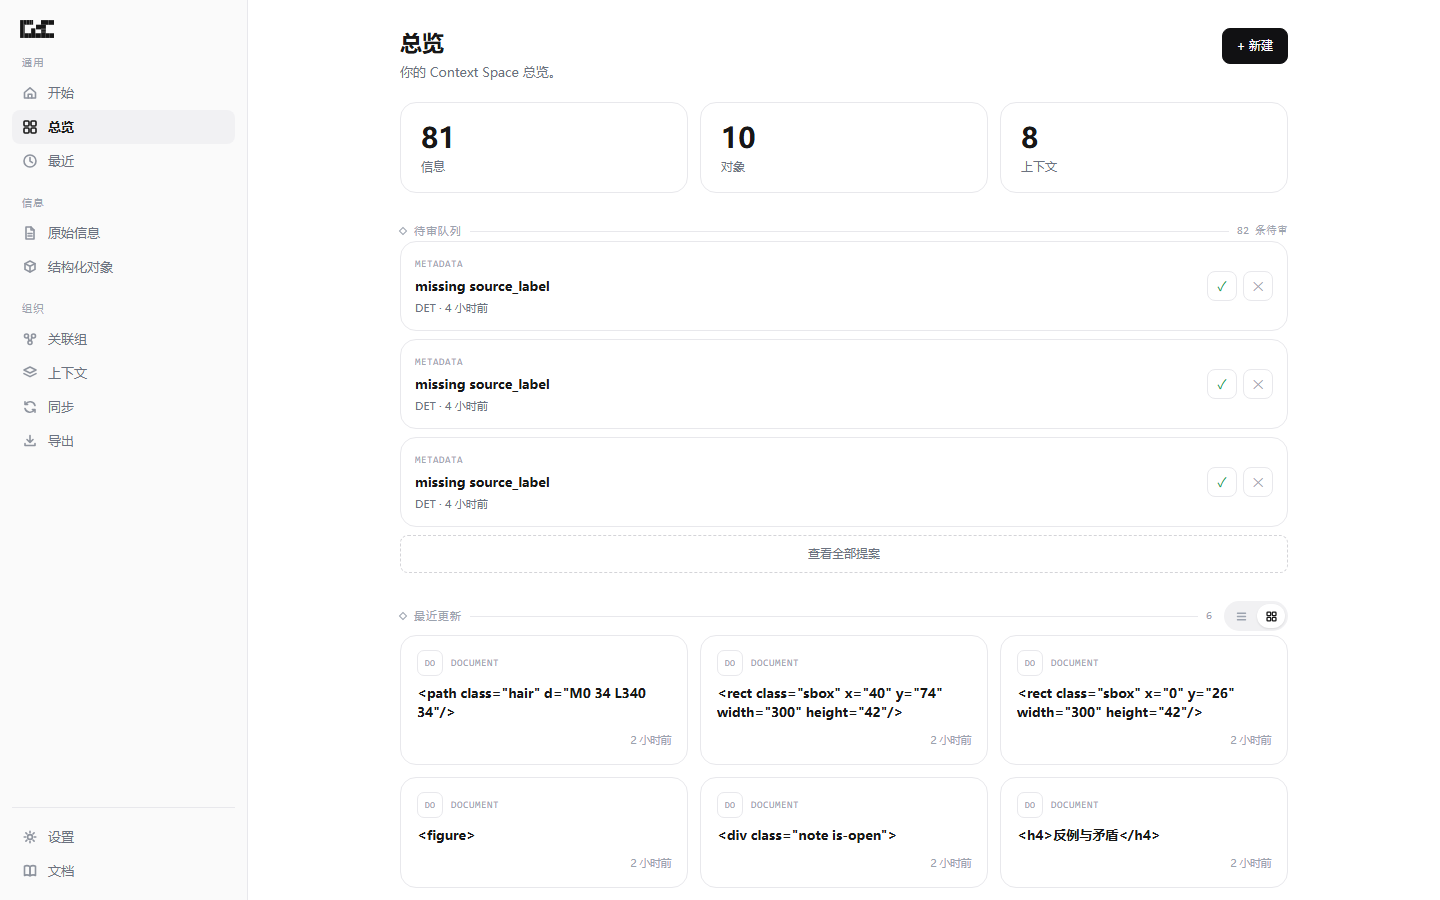 通用
开始
总览
最近
信息
原始信息
结构化对象
组织
关联组
上下文
同步
导出
设置
文档
总览
你的 Context Space 总览。
+ 新建
81
信息
10
对象
8
上下文
待审队列
82 条待审
METADATA
missing source_label
DET · 4 小时前
✓
×
METADATA
missing source_label
DET · 4 小时前
✓
×
METADATA
missing source_label
DET · 4 小时前
✓
×
查看全部提案
最近更新
6
DO DOCUMENT
<path class="hair" d="M0 34 L340
34"/>
2 小时前
DO DOCUMENT
<rect class="sbox" x="40" y="74"
width="300" height="42"/>
2 小时前
DO DOCUMENT
<rect class="sbox" x="0" y="26"
width="300" height="42"/>
2 小时前
DO DOCUMENT
<figure>
2 小时前
DO DOCUMENT
<div class="note is-open">
2 小时前
DO DOCUMENT
<h4>反例与矛盾</h4>
2 小时前